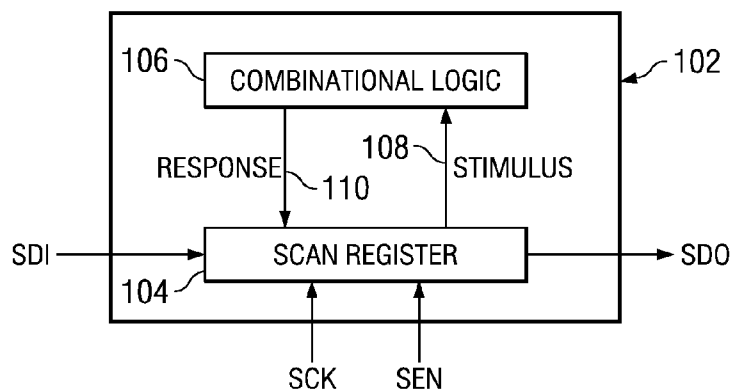 106
COMBINATIONAL LOGIC
102
RESPONSE
110
108
STIMULUS
SDI
SCAN REGISTER
SDO
104
SCK
SEN